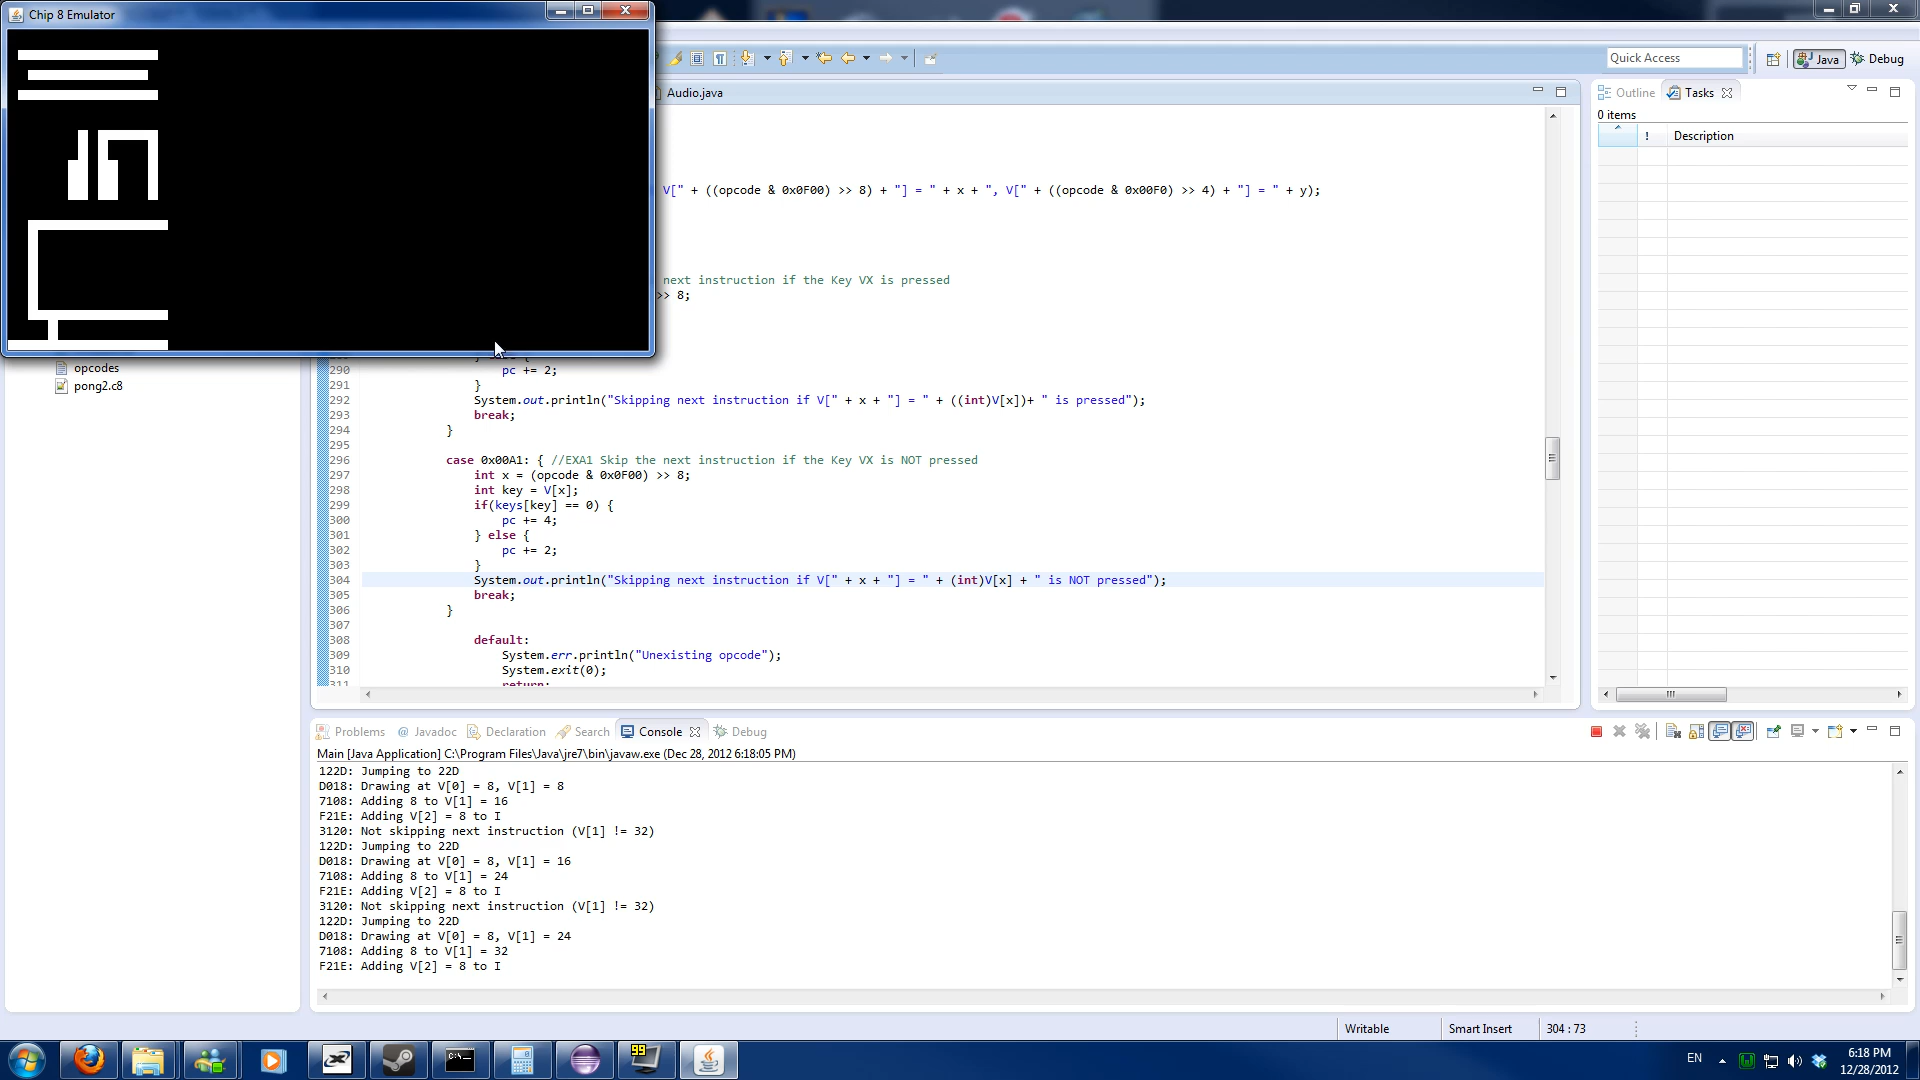 Chip 8 Emulator
Quick Access
Java
Debug
Audio.java
Outline
Tasks
0 items
!
Description
V[" + ((opcode & 0x0F00) >> 8) + "] = " + x + ", V[" + ((opcode & 0x00F0) >> 4) + "] = " + y);
next instruction if the Key VX is pressed
>> 8;
opcodes
pong2.c8
290 pc += 2;
291 }
292 System.out.println("Skipping next instruction if V[" + x + "] = " + ((int)V[x])+ " is pressed");
293 break;
294 }
295
296 case 0x00A1: { //EXA1 Skip the next instruction if the Key VX is NOT pressed
297 int x = (opcode & 0x0F00) >> 8;
298 int key = V[x];
299 if(keys[key] == 0) {
300 pc += 4;
301 } else {
302 pc += 2;
303 }
304 System.out.println("Skipping next instruction if V[" + x + "] = " + (int)V[x] + " is NOT pressed");
305 break;
306 }
307
308 default:
309 System.err.println("Unexisting opcode");
310 System.exit(0);
311 return;
Problems
@ Javadoc
Declaration
Search
Console
Debug
Main [Java Application] C:\Program Files\Java\jre7\bin\javaw.exe (Dec 28, 2012 6:18:05 PM)
122D: Jumping to 22D
D018: Drawing at V[0] = 8, V[1] = 8
7108: Adding 8 to V[1] = 16
F21E: Adding V[2] = 8 to I
3120: Not skipping next instruction (V[1] != 32)
122D: Jumping to 22D
D018: Drawing at V[0] = 8, V[1] = 16
7108: Adding 8 to V[1] = 24
F21E: Adding V[2] = 8 to I
3120: Not skipping next instruction (V[1] != 32)
122D: Jumping to 22D
D018: Drawing at V[0] = 8, V[1] = 24
7108: Adding 8 to V[1] = 32
F21E: Adding V[2] = 8 to I
Writable
Smart Insert
304 : 73
C:\_
99
EN
6:18 PM
12/28/2012